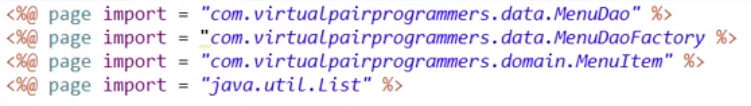 <%@ page import = "com.virtualpairprogrammers.data.MenuDao" %>
<%@ page import = "com.virtualpairprogrammers.data.MenuDaoFactory %>
<%@ page import = "com.virtualpairprogrammers.domain.MenuItem" %>
<%@ page import = "java.util.List" %>